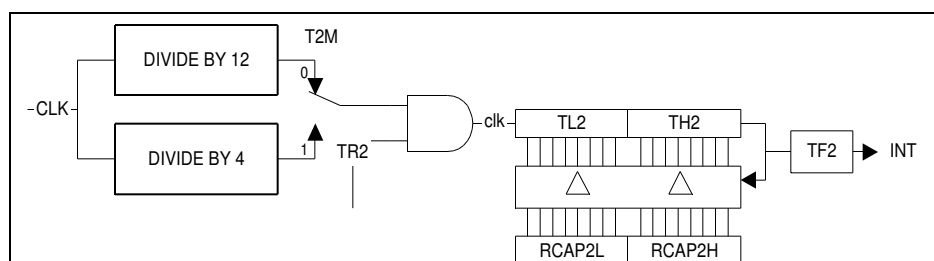 T2M
DIVIDE BY 12
0
CLK
clk
TL2
TH2
DIVIDE BY 4
1
TR2
TF2
INT
RCAP2L
RCAP2H